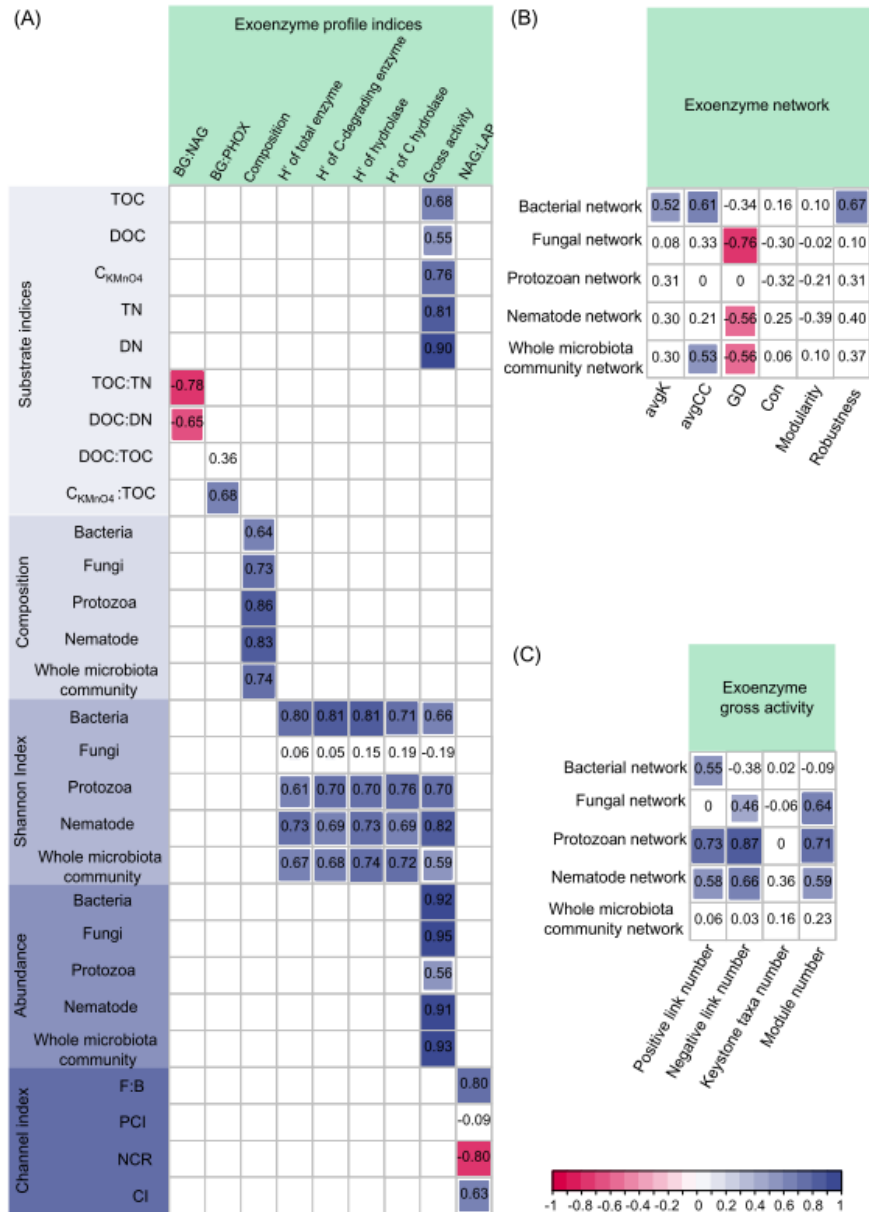 (A)
Exoenzyme profile indices
BG:NAG
BG:PHOX
Composition
H' of total enzyme
H' of C-degrading enzyme
H' of hydrolase
H' of C hydrolase
Gross activity
NAG:LAP
Substrate indices
TOC 0.68
DOC 0.55
CKMnO4 0.76
TN 0.81
DN 0.90
TOC:TN -0.78
DOC:DN -0.65
DOC:TOC 0.36
CKMnO4 :TOC 0.68
Composition
Bacteria 0.64
Fungi 0.73
Protozoa 0.86
Nematode 0.83
Whole microbiota
community 0.74
Shannon Index
Bacteria 0.80 0.81 0.81 0.71 0.66
Fungi 0.06 0.05 0.15 0.19 -0.19
Protozoa 0.61 0.70 0.70 0.76 0.70
Nematode 0.73 0.69 0.73 0.69 0.82
Whole microbiota
community 0.67 0.68 0.74 0.72 0.59
Abundance
Bacteria 0.92
Fungi 0.95
Protozoa 0.56
Nematode 0.91
Whole microbiota
community 0.93
Channel index
F:B 0.80
PCI -0.09
NCR -0.80
CI 0.63
(B)
Exoenzyme network
Bacterial network 0.52 0.61 -0.34 0.16 0.10 0.67
Fungal network 0.08 0.33 -0.76 -0.30 -0.02 0.10
Protozoan network 0.31 0 0 -0.32 -0.21 0.31
Nematode network 0.30 0.21 -0.56 0.25 -0.39 0.40
Whole microbiota
community network 0.30 0.53 -0.56 0.06 0.10 0.37
avgK
avgCC
GD
Con
Modularity
Robustness
(C)
Exoenzyme
gross activity
Bacterial network 0.55 -0.38 0.02 -0.09
Fungal network 0 0.46 -0.06 0.64
Protozoan network 0.73 0.87 0 0.71
Nematode network 0.58 0.66 0.36 0.59
Whole microbiota
community network 0.06 0.03 0.16 0.23
Positive link number
Negative link number
Keystone taxa number
Module number
-1 -0.8 -0.6 -0.4 -0.2 0 0.2 0.4 0.6 0.8 1